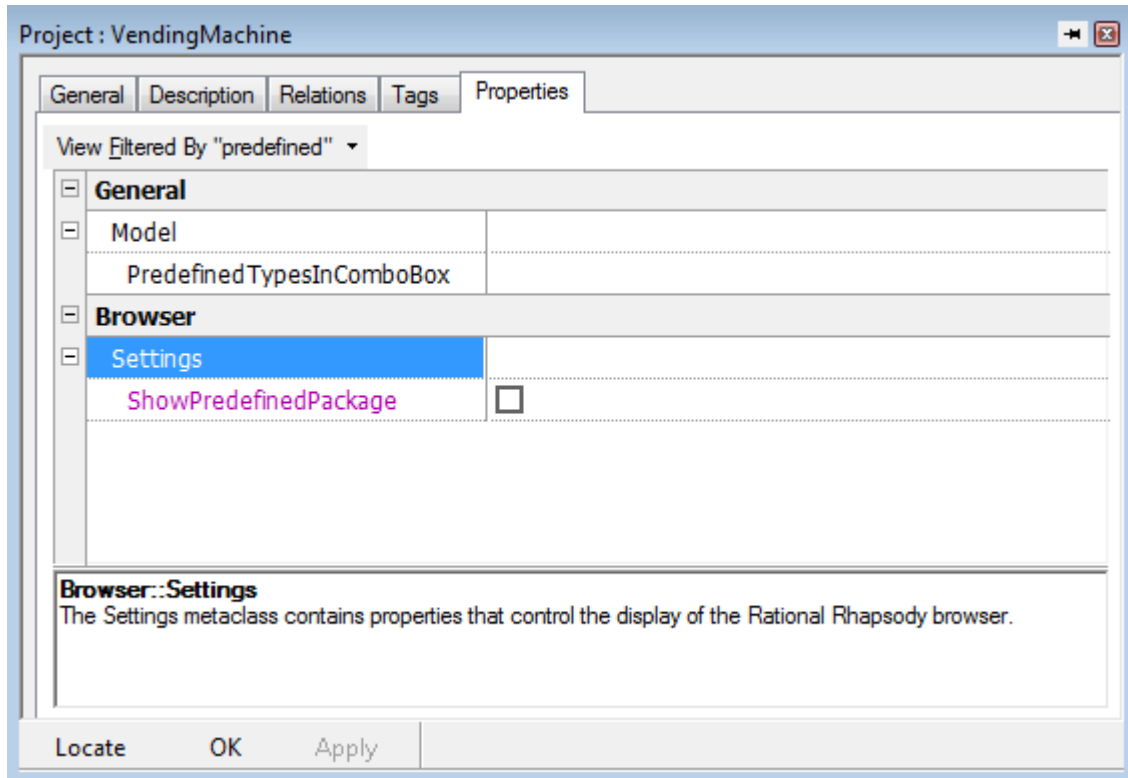 Project : VendingMachine
General Description Relations Tags Properties
View Filtered By "predefined"
General
Model
PredefinedTypesInComboBox
Browser
Settings
ShowPredefinedPackage
Browser::Settings
The Settings metaclass contains properties that control the display of the Rational Rhapsody browser.
Locate OK Apply